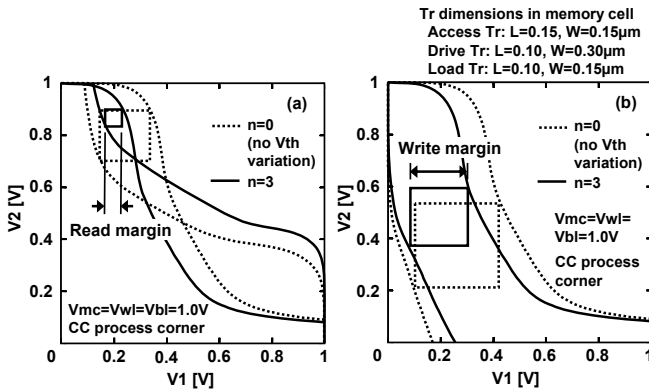 Tr dimensions in memory cell
Access Tr: L=0.15, W=0.15µm
Drive Tr: L=0.10, W=0.30µm
Load Tr: L=0.10, W=0.15µm
(a)
n=0
(no Vth
variation)
n=3
Read margin
Vmc=Vwl=Vbl=1.0V
CC process corner
V2 [V]
1
0.8
0.6
0.4
0.2
0
0.2
0.4
0.6
0.8
1
V1 [V]
(b)
n=0
(no Vth
variation)
n=3
Write margin
Vmc=Vwl=
Vbl=1.0V
CC process
corner
V2 [V]
1
0.8
0.6
0.4
0.2
0
0.2
0.4
0.6
0.8
1
V1 [V]